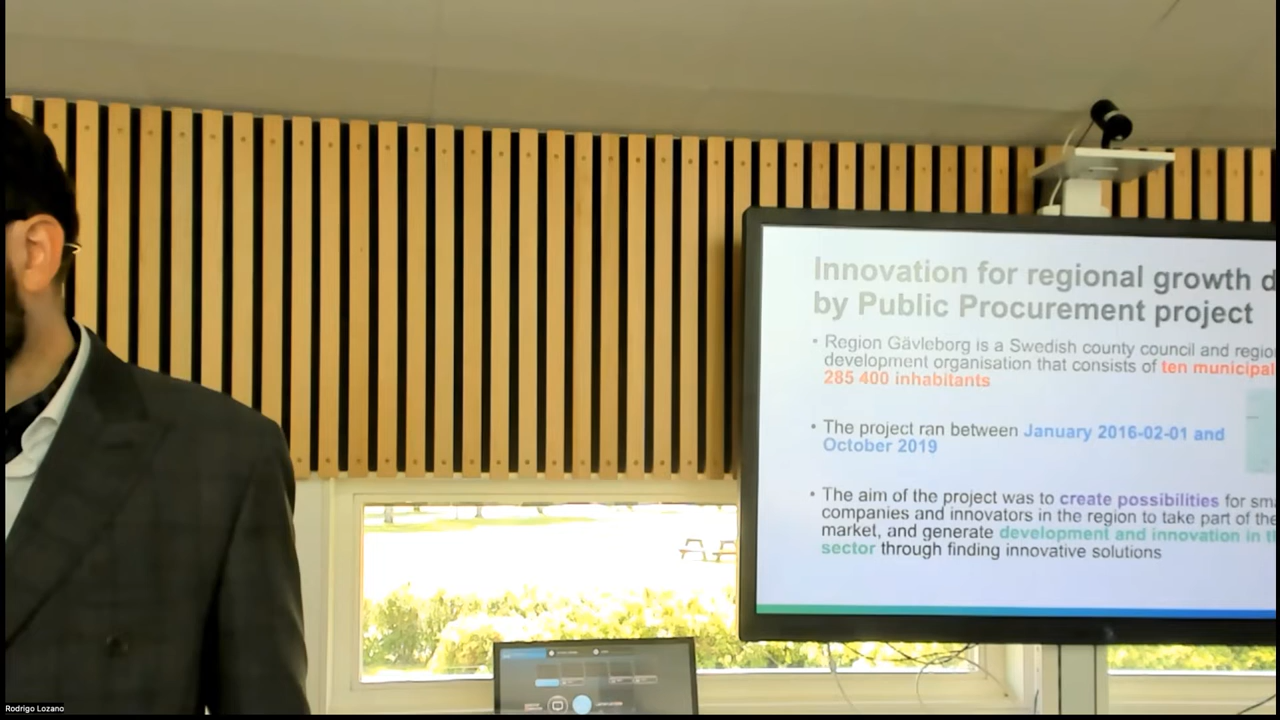 Innovation for regional growth d
by Public Procurement project
• Region Gävleborg is a Swedish county council and regio
development organisation that consists of ten municipal
285 400 inhabitants
• The project ran between January 2016-02-01 and
October 2019
• The aim of the project was to create possibilities for sm
companies and innovators in the region to take part of the
market, and generate development and innovation in t
sector through finding innovative solutions
Rodrigo Lozano